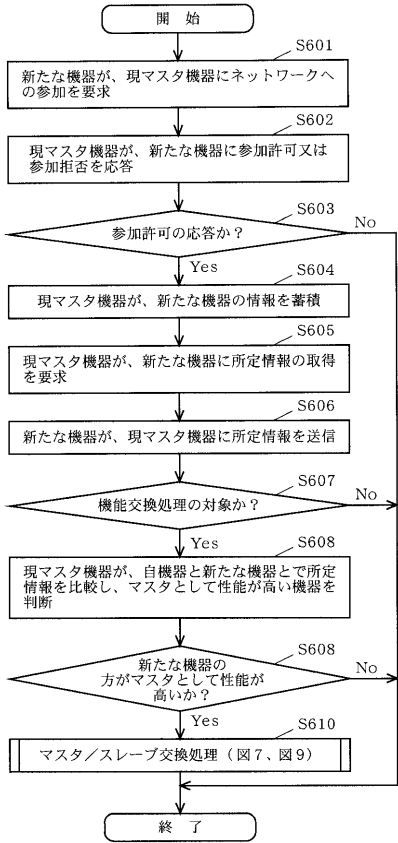 開　始
S601
新たな機器が、現マスタ機器にネットワークへ
の参加を要求
S602
現マスタ機器が、新たな機器に参加許可又は
参加拒否を応答
S603
参加許可の応答か？
No
Yes
S604
現マスタ機器が、新たな機器の情報を蓄積
S605
現マスタ機器が、新たな機器に所定情報の取得
を要求
S606
新たな機器が、現マスタ機器に所定情報を送信
S607
機能交換処理の対象か？
No
Yes
S608
現マスタ機器が、自機器と新たな機器とで所定
情報を比較し、マスタとして性能が高い機器を
判断
S608
新たな機器の
方がマスタとして性能が
高いか？
No
Yes
S610
マスタ／スレーブ交換処理（図７、図９）
終　了